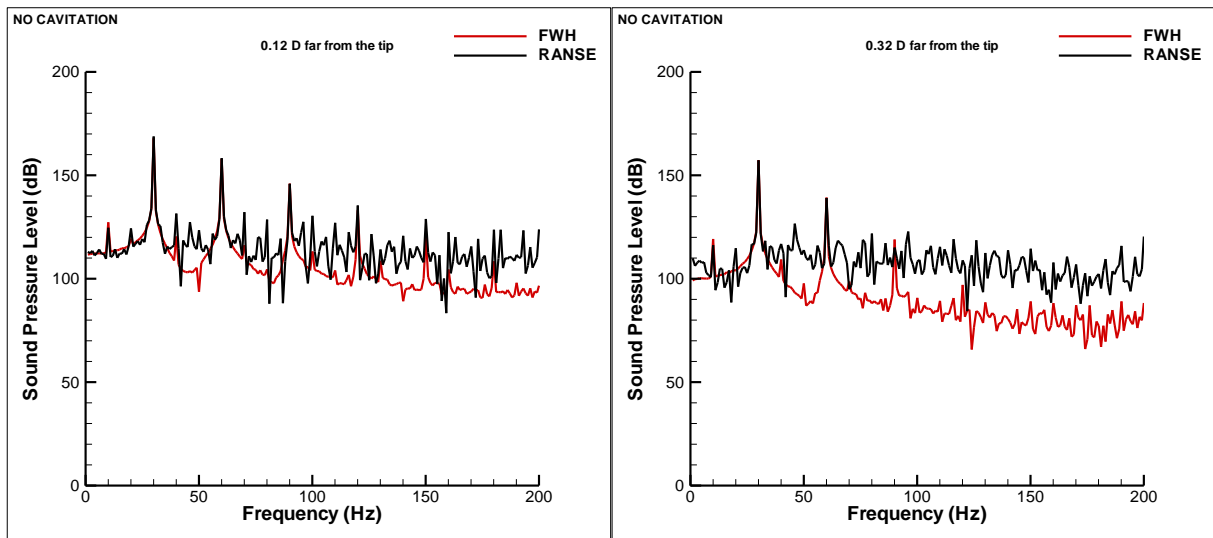 NO CAVITATION
0.12 D far from the tip
FWH
RANSE
200
150
100
50
0
Sound Pressure Level (dB)
0
50
100
150
200
Frequency (Hz)
NO CAVITATION
0.32 D far from the tip
FWH
RANSE
200
150
100
50
0
Sound Pressure Level (dB)
0
50
100
150
200
Frequency (Hz)